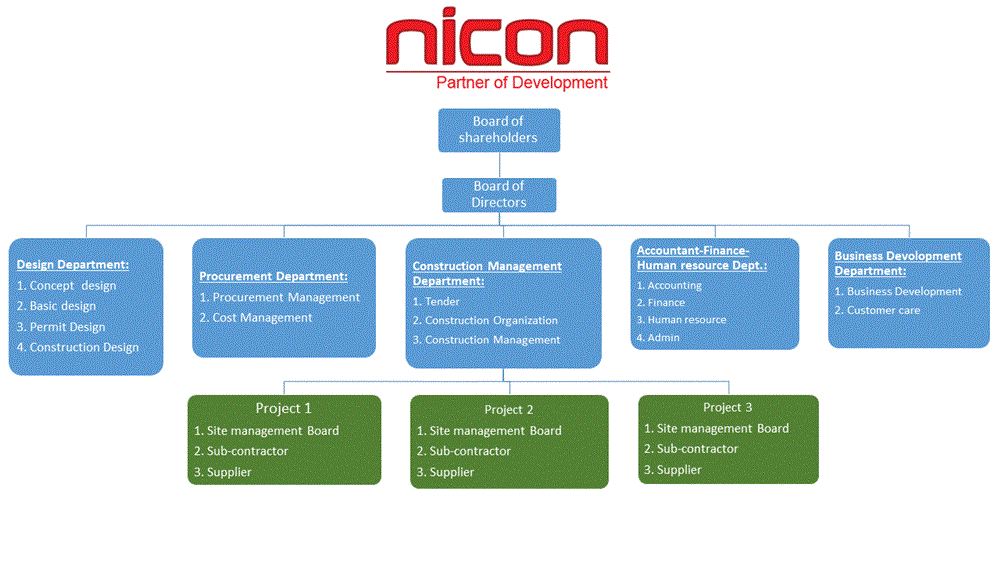 nicon
Partner of Development
Board of
shareholders
Board of
Directors
Design Department:
1. Concept design
2. Basic design
3. Permit Design
4. Construction Design
Procurement Department:
1. Procurement Management
2. Cost Management
Construction Management
Department:
1. Tender
2. Construction Organization
3. Construction Management
Accountant-Finance-
Human resource Dept.:
1. Accounting
2. Finance
3. Human resource
4. Admin
Business Devolopment
Department:
1. Business Development
2. Customer care
Project 1
1. Site management Board
2. Sub-contractor
3. Supplier
Project 2
1. Site management Board
2. Sub-contractor
3. Supplier
Project 3
1. Site management Board
2. Sub-contractor
3. Supplier